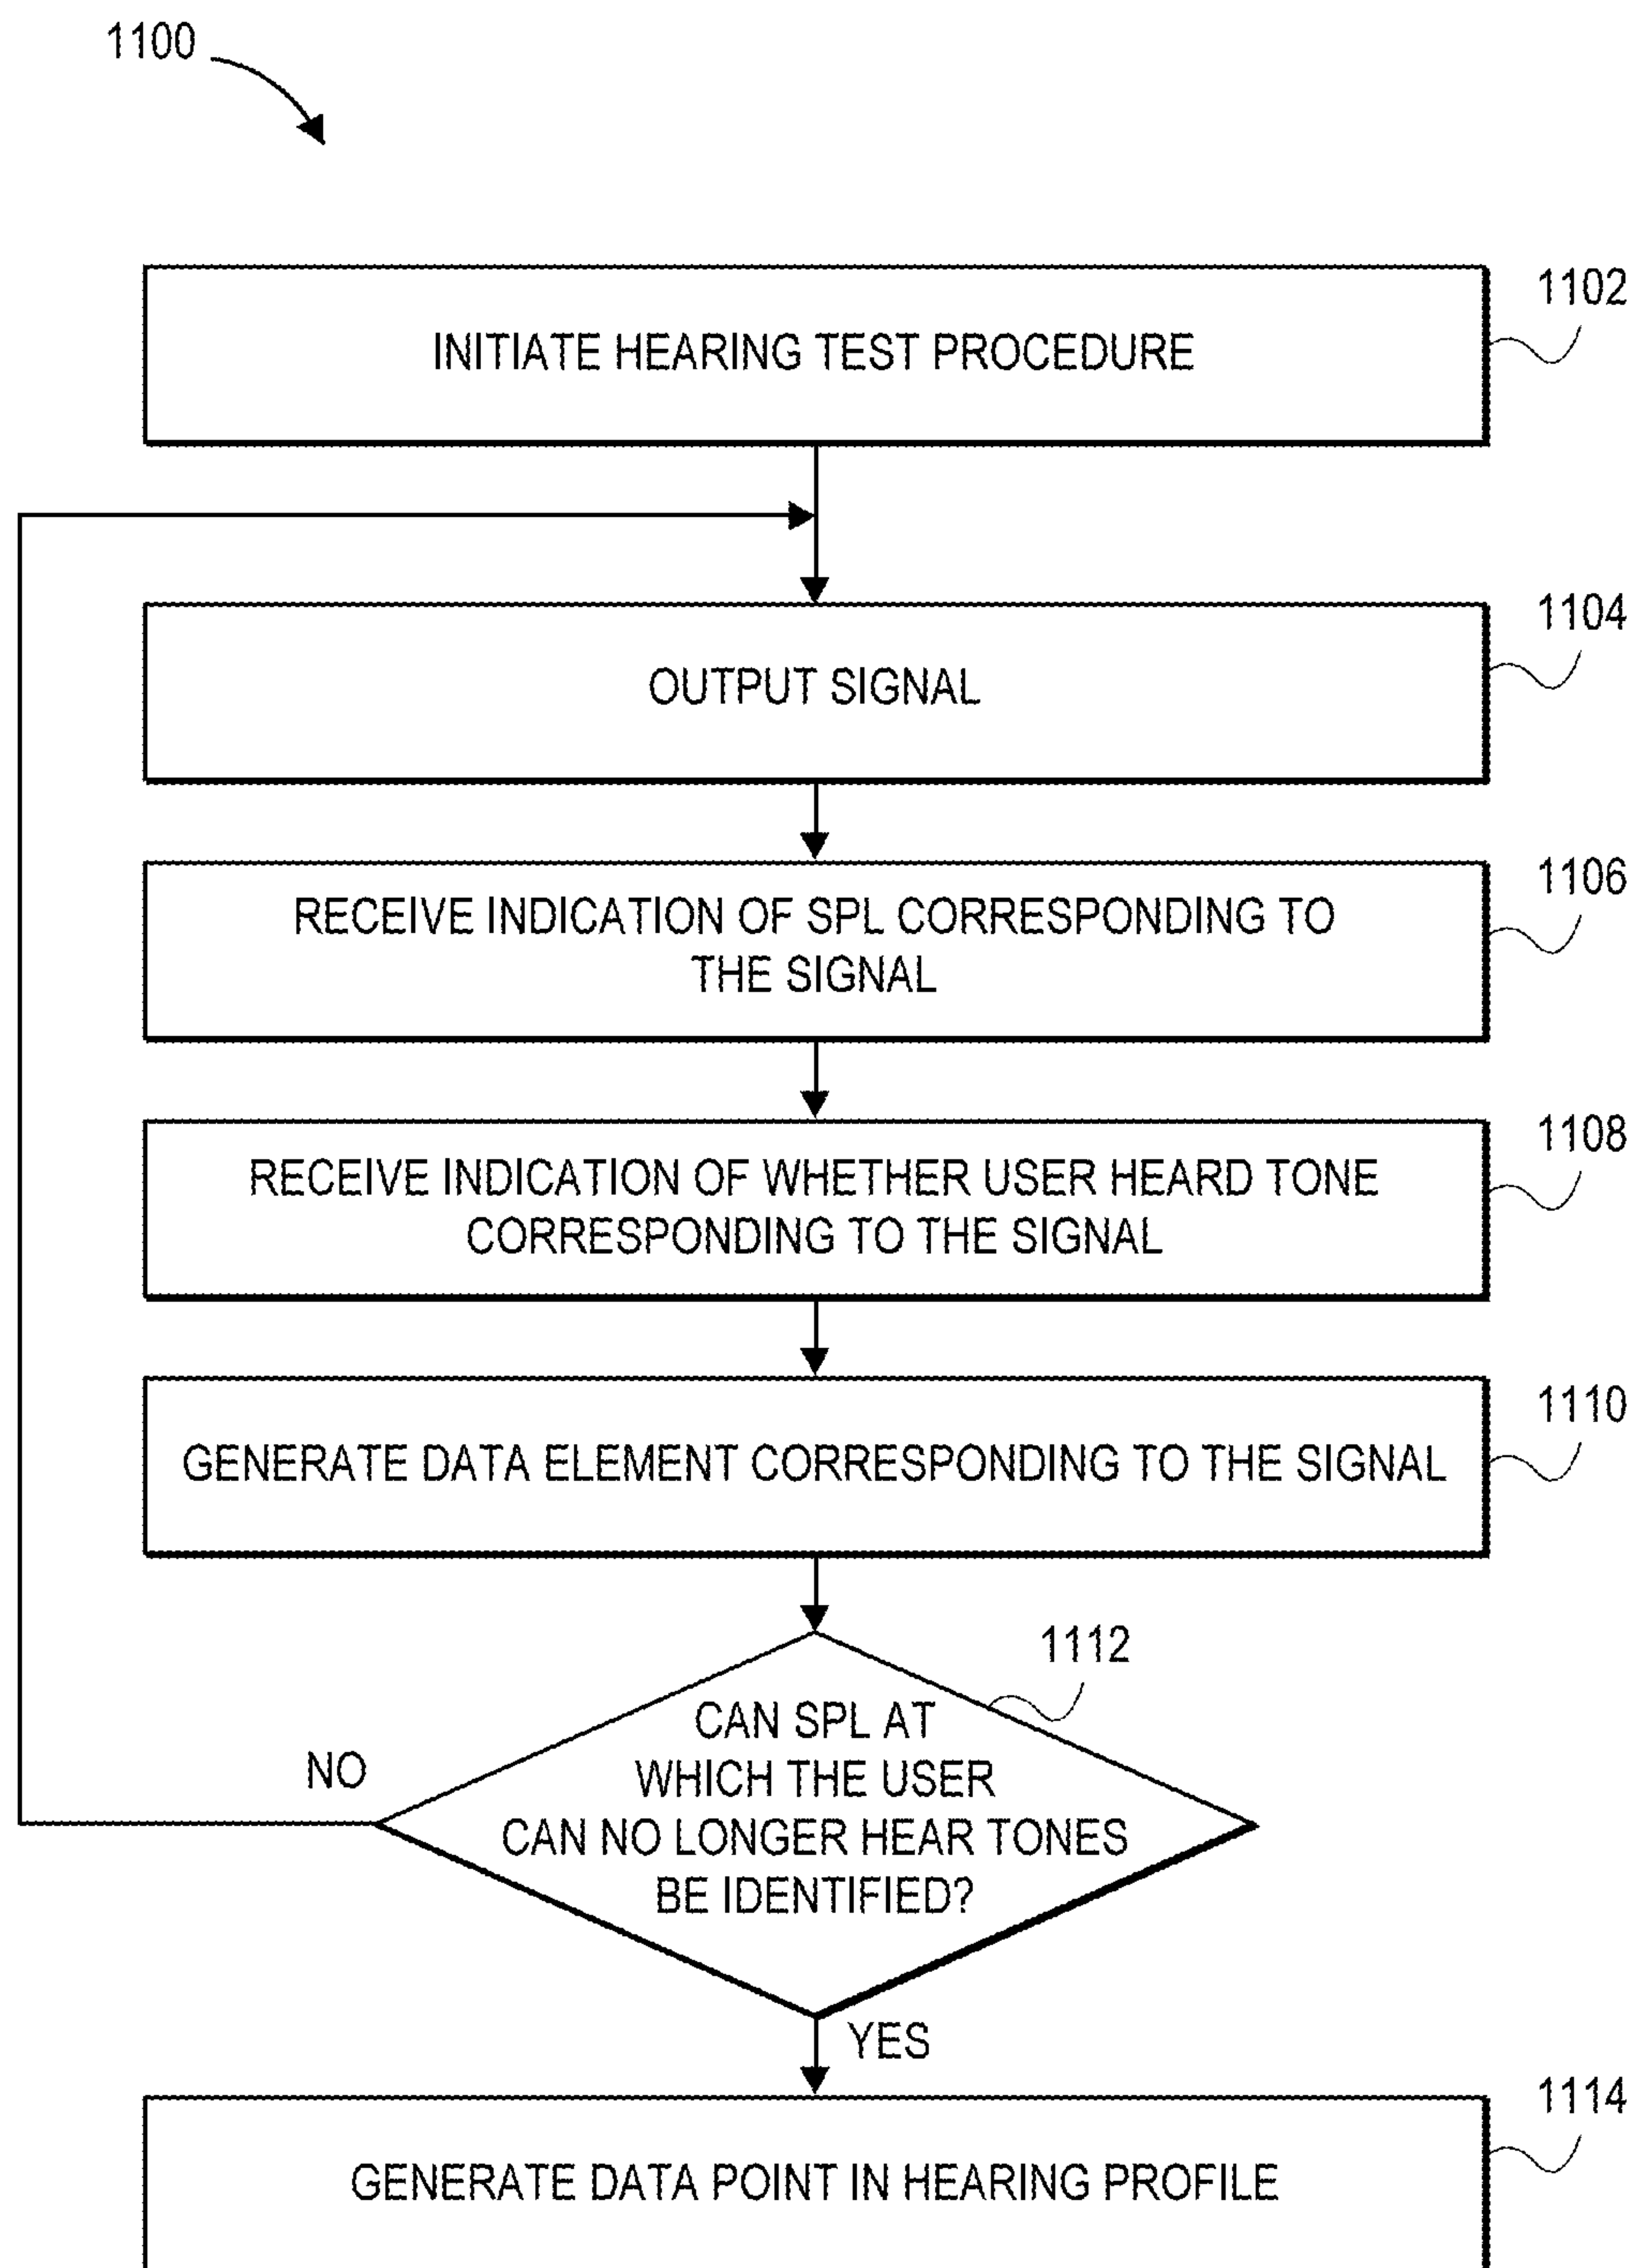 1100
INITIATE HEARING TEST PROCEDURE
1102
OUTPUT SIGNAL
1104
RECEIVE INDICATION OF SPL CORRESPONDING TO
THE SIGNAL
1106
RECEIVE INDICATION OF WHETHER USER HEARD TONE
CORRESPONDING TO THE SIGNAL
1108
GENERATE DATA ELEMENT CORRESPONDING TO THE SIGNAL
1110
CAN SPL AT
WHICH THE USER
CAN NO LONGER HEAR TONES
BE IDENTIFIED?
1112
NO
YES
GENERATE DATA POINT IN HEARING PROFILE
1114